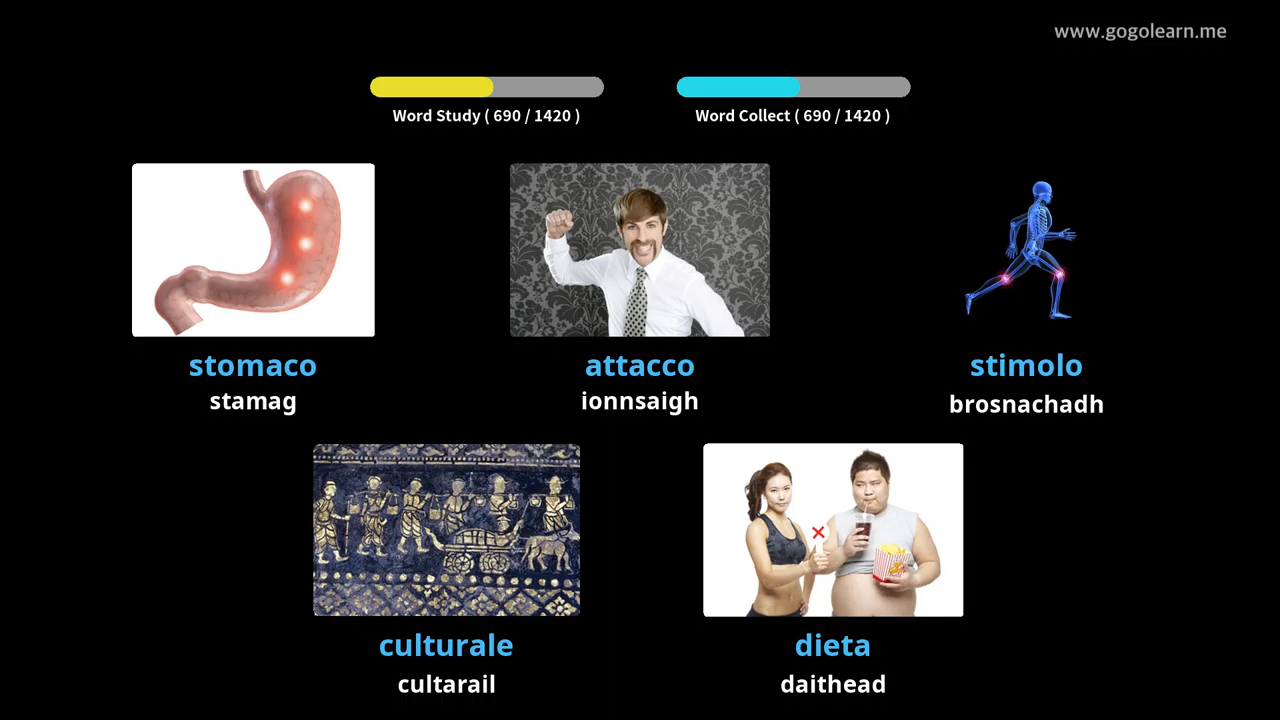 www.gogolearn.me
Word Study ( 690 / 1420 )
Word Collect ( 690 / 1420 )
stomaco
attacco
stimolo
stamag
ionnsaigh
brosnachadh
culturale
dieta
cultarail
daithead